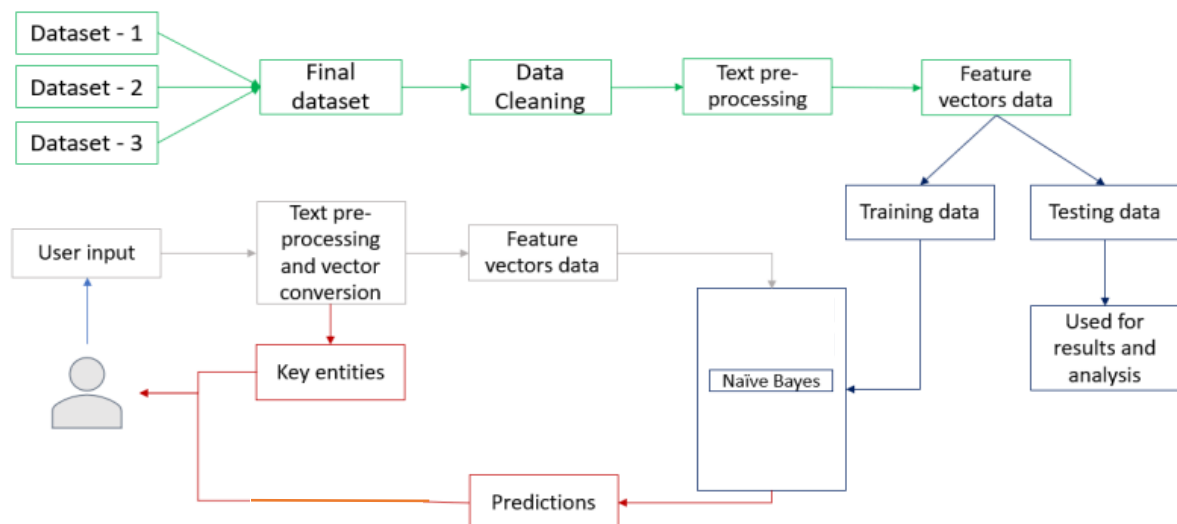 Dataset - 1
Dataset - 2
Dataset - 3
Final
dataset
Data
Cleaning
Text pre-
processing
Feature
vectors data
Training data
Testing data
Used for
results and
analysis
User input
Text pre-
processing
and vector
conversion
Feature
vectors data
Naïve Bayes
Key entities
Predictions